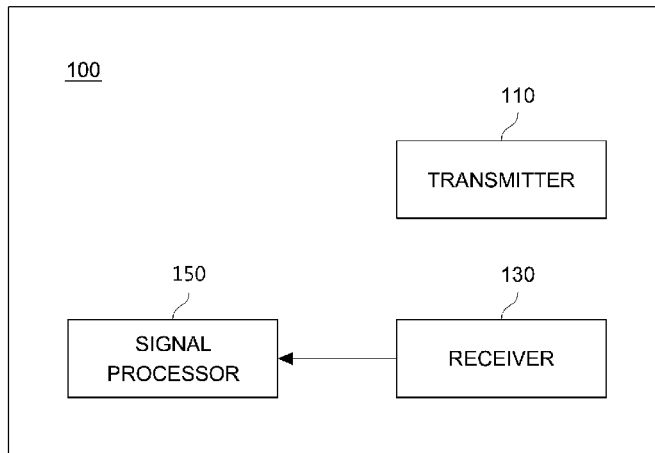 100
110
TRANSMITTER
150
130
SIGNAL
PROCESSOR
RECEIVER